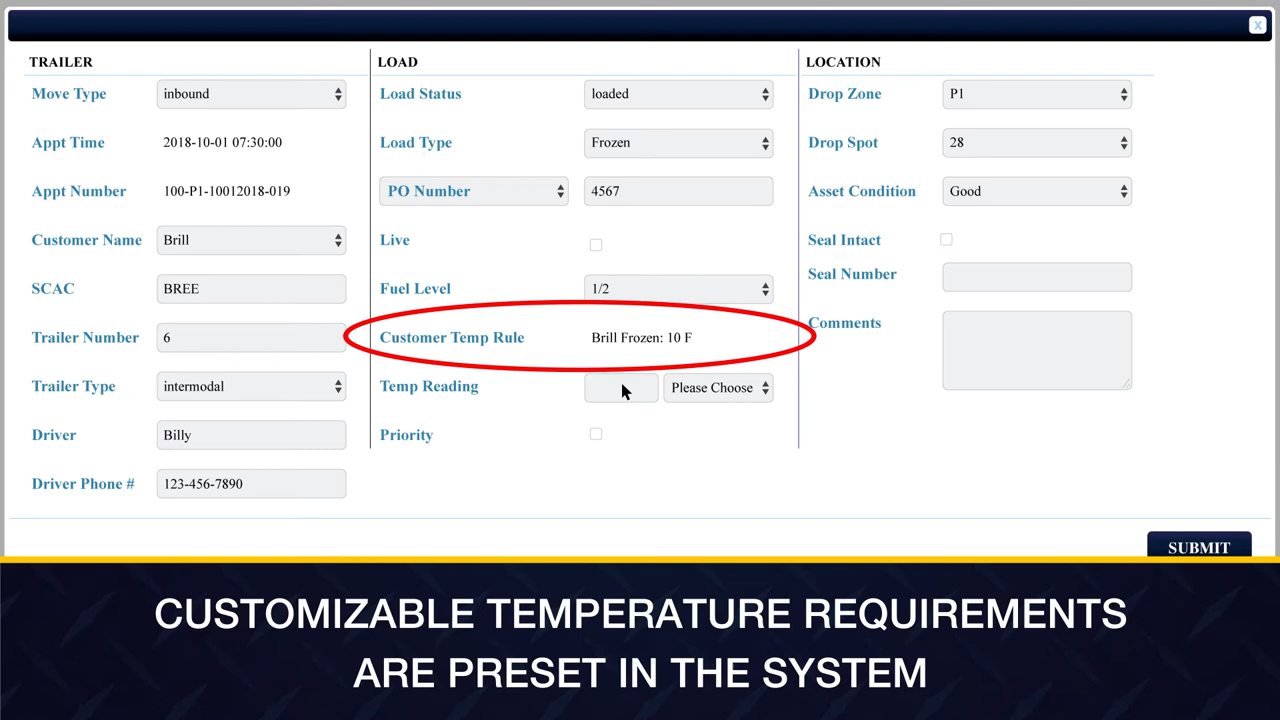 X
TRAILER
Move Type inbound
Appt Time 2018-10-01 07:30:00
Appt Number 100-P1-10012018-019
Customer Name Brill
SCAC BREE
Trailer Number 6
Trailer Type intermodal
Driver Billy
Driver Phone # 123-456-7890
LOAD
Load Status loaded
Load Type Frozen
PO Number 4567
Live
Fuel Level 1/2
Customer Temp Rule Brill Frozen: 10 F
Temp Reading Please Choose
Priority
LOCATION
Drop Zone P1
Drop Spot 28
Asset Condition Good
Seal Intact
Seal Number
Comments
SUBMIT
CUSTOMIZABLE TEMPERATURE REQUIREMENTS
ARE PRESET IN THE SYSTEM